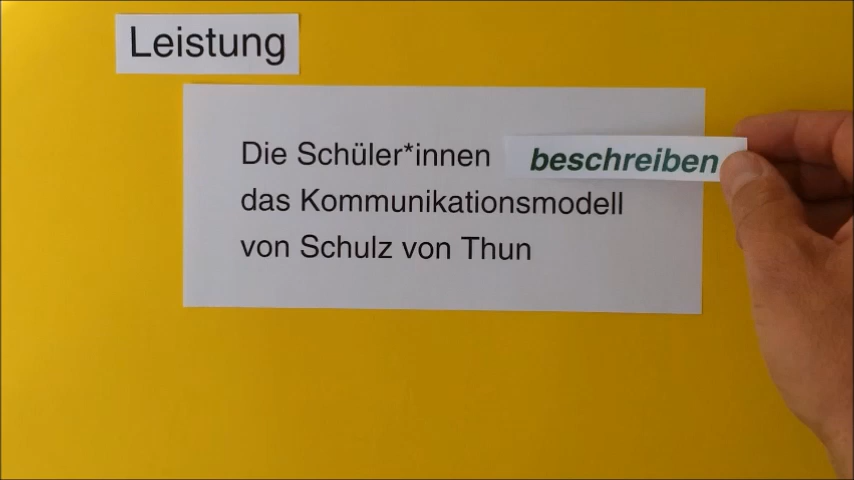 Leistung
Die Schüler*innen beschreiben
das Kommunikationsmodell
von Schulz von Thun